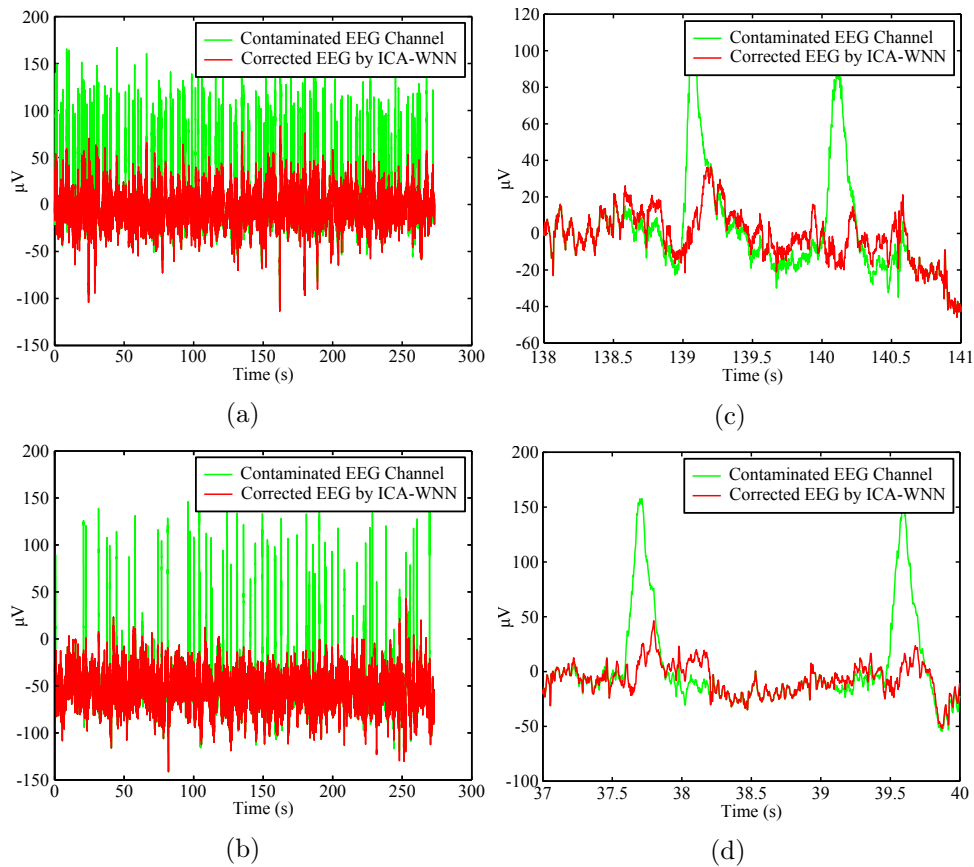 200
150
100
50
0
-50
-100
-150
µV
0 50 100 150 200 250 300
Time (s)
Contaminated EEG Channel
Corrected EEG by ICA-WNN
(a)
120
100
80
60
40
20
0
-20
-40
-60
µV
138 138.5 139 139.5 140 140.5 141
Time (s)
Contaminated EEG Channel
Corrected EEG by ICA-WNN
(c)
200
150
100
50
0
-50
-100
-150
µV
0 50 100 150 200 250 300
Time (s)
Contaminated EEG Channel
Corrected EEG by ICA-WNN
(b)
200
150
100
50
0
-50
-100
µV
37 37.5 38 38.5 39 39.5 40
Time (s)
Contaminated EEG Channel
Corrected EEG by ICA-WNN
(d)